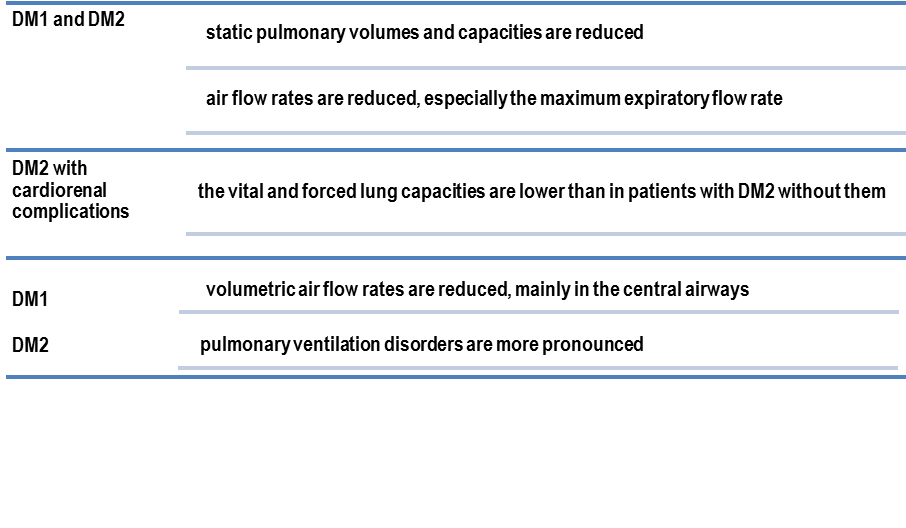 DM1 and DM2
static pulmonary volumes and capacities are reduced
air flow rates are reduced, especially the maximum expiratory flow rate
DM2 with
cardiorenal
complications
the vital and forced lung capacities are lower than in patients with DM2 without them
DM1
volumetric air flow rates are reduced, mainly in the central airways
DM2
pulmonary ventilation disorders are more pronounced